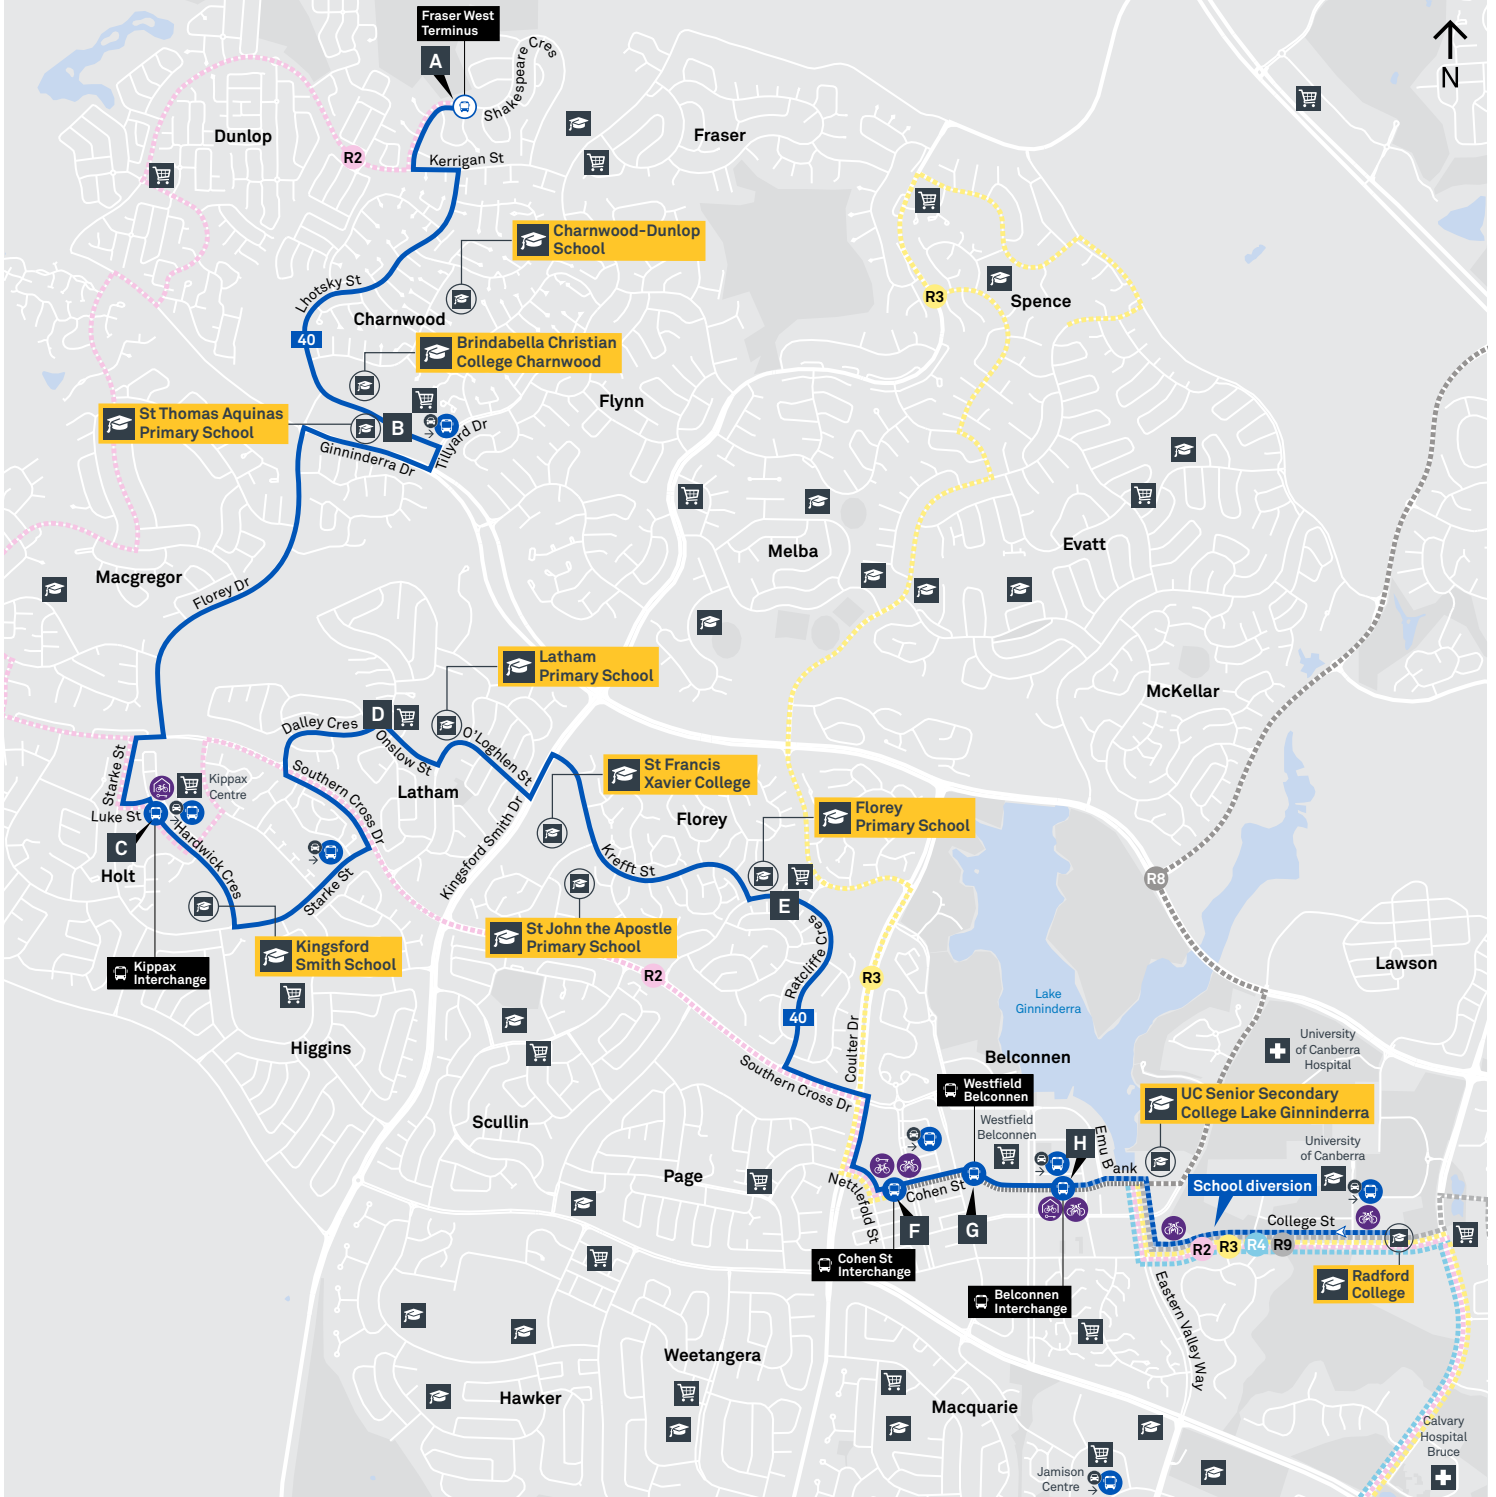 Fraser West
Terminus
A
Shakespeare Cres
N
Dunlop
Fraser
R2
Kerrigan St
Charnwood-Dunlop
School
Lhotsky St
R3
Spence
Charnwood
40
Brindabella Christian
College Charnwood
Flynn
St Thomas Aquinas
Primary School
B
Tillyard Dr
Ginninderra Dr
Melba
Evatt
Macgregor
Florey Dr
Latham
Primary School
McKellar
D
Dalley Cres
Onslow St
O'Loghlen St
Starke St
Southern Cross Dr
St Francis
Xavier College
Kippax
Centre
Latham
Kingsford Smith Dr
Luke St
Hardwick Cres
Florey
Florey
Primary School
C
Holt
Starke St
Krefft St
R8
E
Ratcliffe Cres
Kingsford
Smith School
St John the Apostle
Primary School
Kippax
Interchange
R2
R3
Lawson
Lake
Ginninderra
40
Higgins
Coulter Dr
University
of Canberra
Hospital
Belconnen
Southern Cross Dr
Westfield
Belconnen
UC Senior Secondary
College Lake Ginninderra
Scullin
Westfield
Belconnen
H
Emu Bank
University
of Canberra
Page
Nettlefold St
Cohen St
School diversion
F
G
College St
R2
R3
R4
R9
Cohen St
Interchange
Belconnen
Interchange
Radford
College
Eastern Valley Way
Weetangera
Hawker
Macquarie
Calvary
Hospital
Bruce
Jamison
Centre